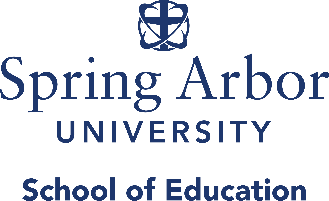 Spring Arbor
UNIVERSITY
School of Education